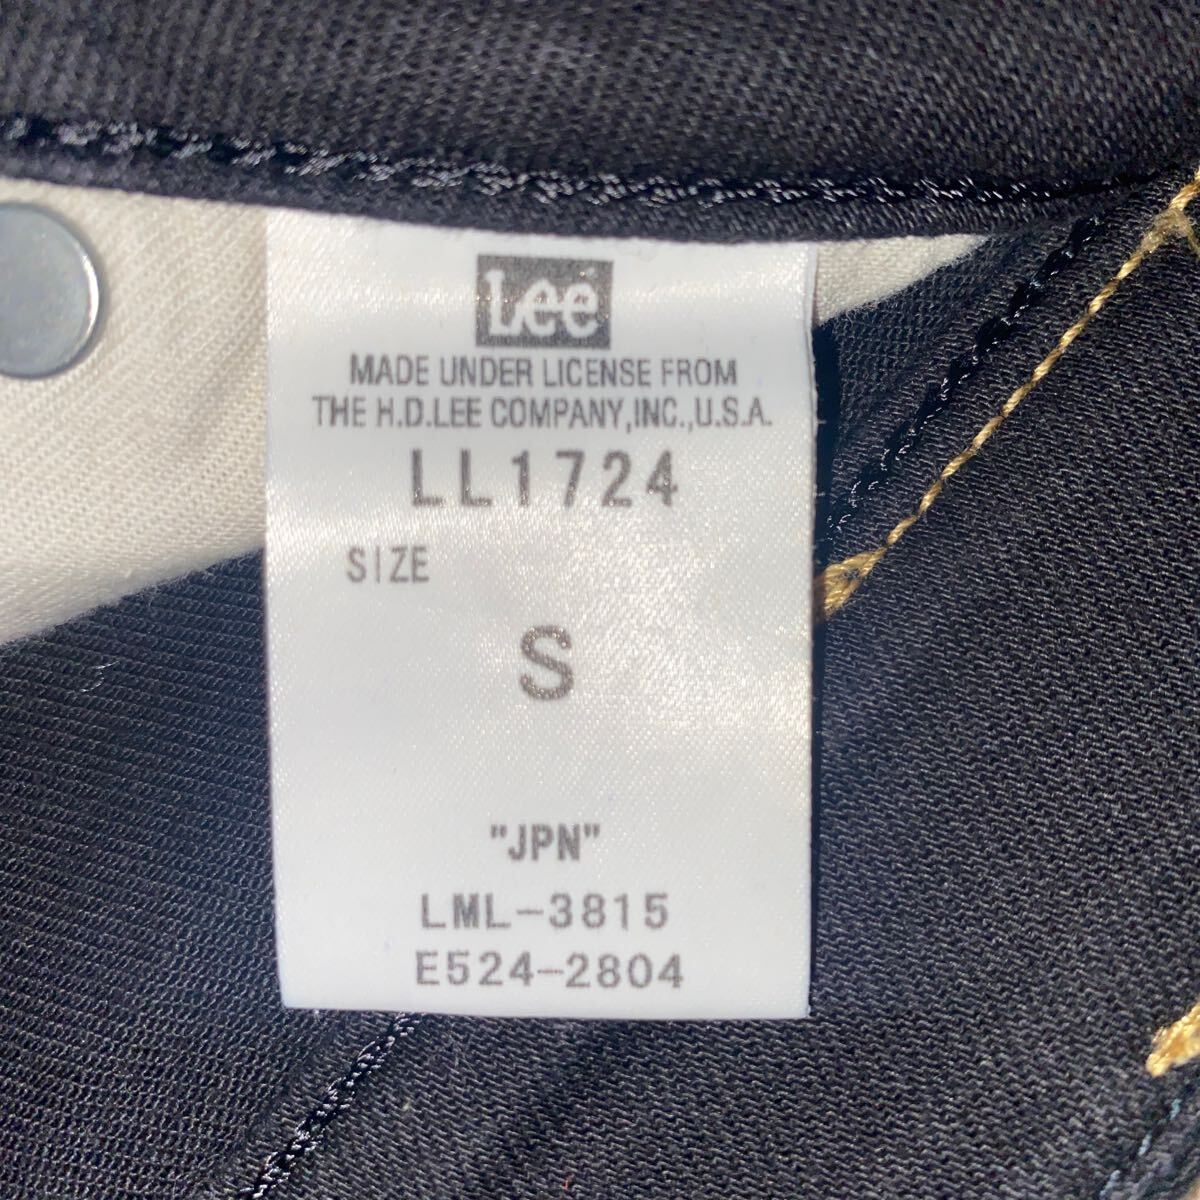 Lee
MADE UNDER LICENSE FROM
THE H.D.LEE COMPANY,INC.,U.S.A.
LL1724
SIZE
S
"JPN"
LML-3815
E524-2804